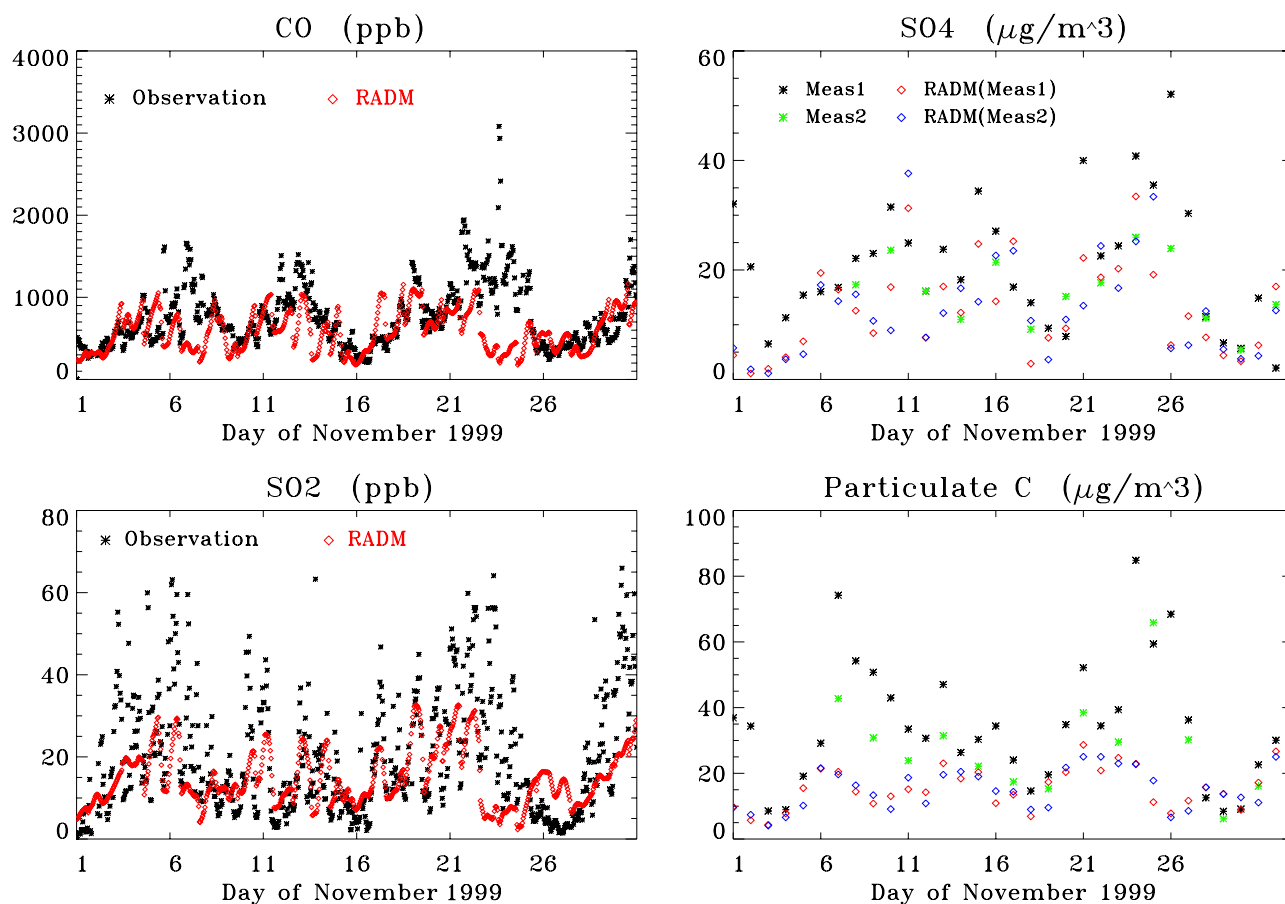 CO (ppb)
4000
3000
2000
1000
0
Observation
RADM
1 6 11 16 21 26
Day of November 1999
SO4 (μg/m^3)
60
40
20
0
Meas1
RADM(Meas1)
Meas2
RADM(Meas2)
1 6 11 16 21 26
Day of November 1999
SO2 (ppb)
80
60
40
20
0
Observation
RADM
1 6 11 16 21 26
Day of November 1999
Particulate C (μg/m^3)
100
80
60
40
20
0
1 6 11 16 21 26
Day of November 1999